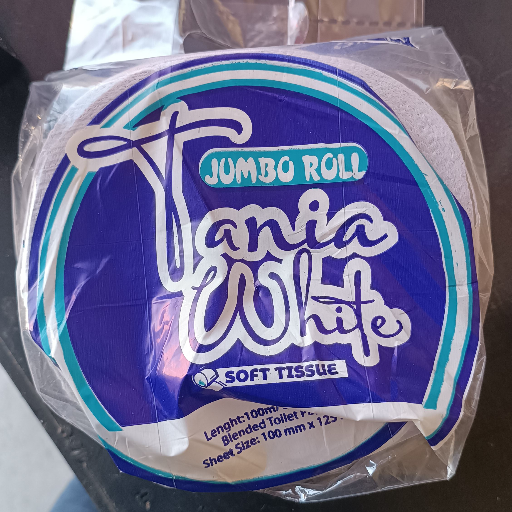 JUMBO ROLL
Tania
White
SOFT TISSUE
Lenght:100m
Blended Toilet
Sheet Size: 100 mm x 125